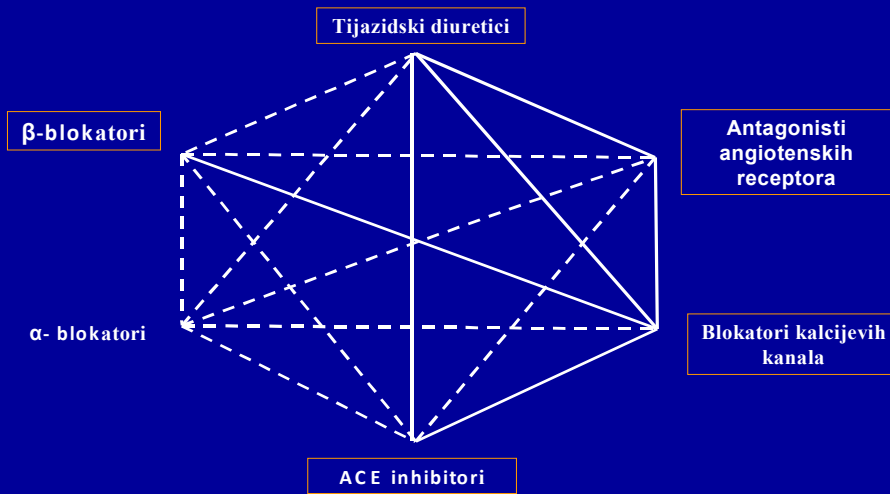 Tijazidski diuretici
β-blokatori
Antagonisti
angiotenskih
receptora
α- blokatori
Blokatori kalcijevih
kanala
ACE inhibitori